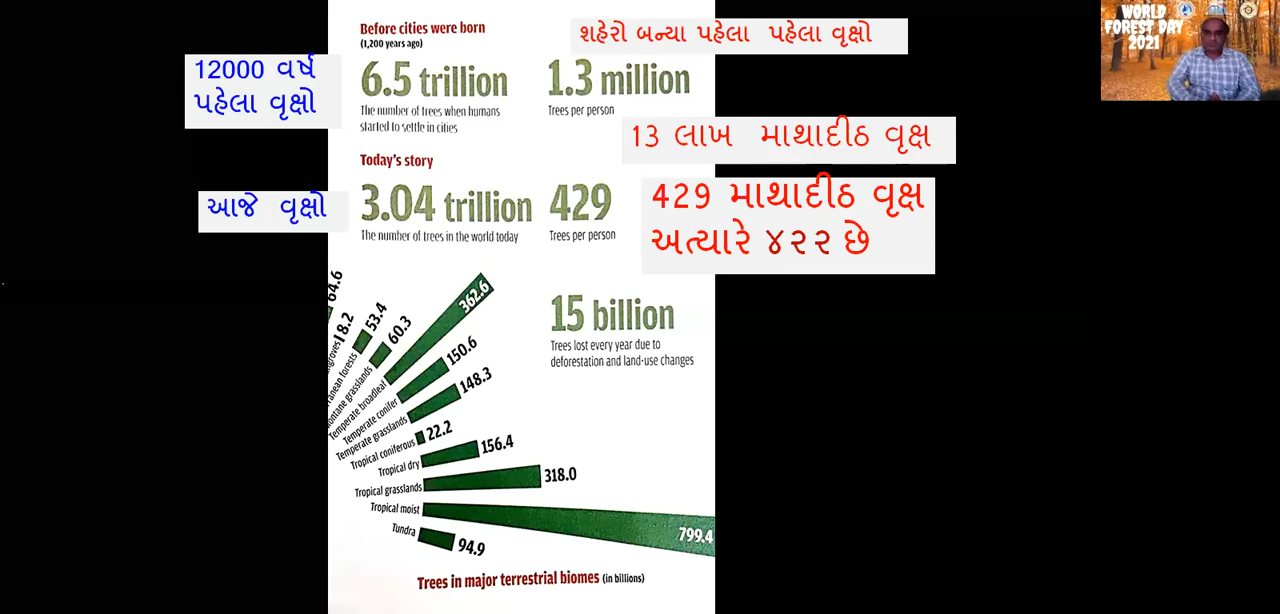 Before cities were born
(1,200 years ago)
શહેરો બન્યા પહેલા પહેલા વૃક્ષો
12000 વર્ષ
પહેલા વૃક્ષો
6.5 trillion
The number of trees when humans
started to settle in cities
1.3 million
Trees per person
13 લાખ માથાદીઠ વૃક્ષ
Today's story
આજે વૃક્ષો
3.04 trillion
The number of trees in the world today
429
Trees per person
429 માથાદીઠ વૃક્ષ
અત્યારે ૪૨૨ છે
15 billion
Trees lost every year due to
deforestation and land-use changes
64.6
18.2
53.4
60.3
Temperate broadleaf 362.6
Temperate conifer 150.6
Temperate grasslands 148.3
Tropical coniferous 22.2
Tropical dry 156.4
Tropical grasslands 318.0
Tropical moist 799.4
Tundra 94.9
Trees in major terrestrial biomes (in billions)
WORLD
FOREST DAY
2021